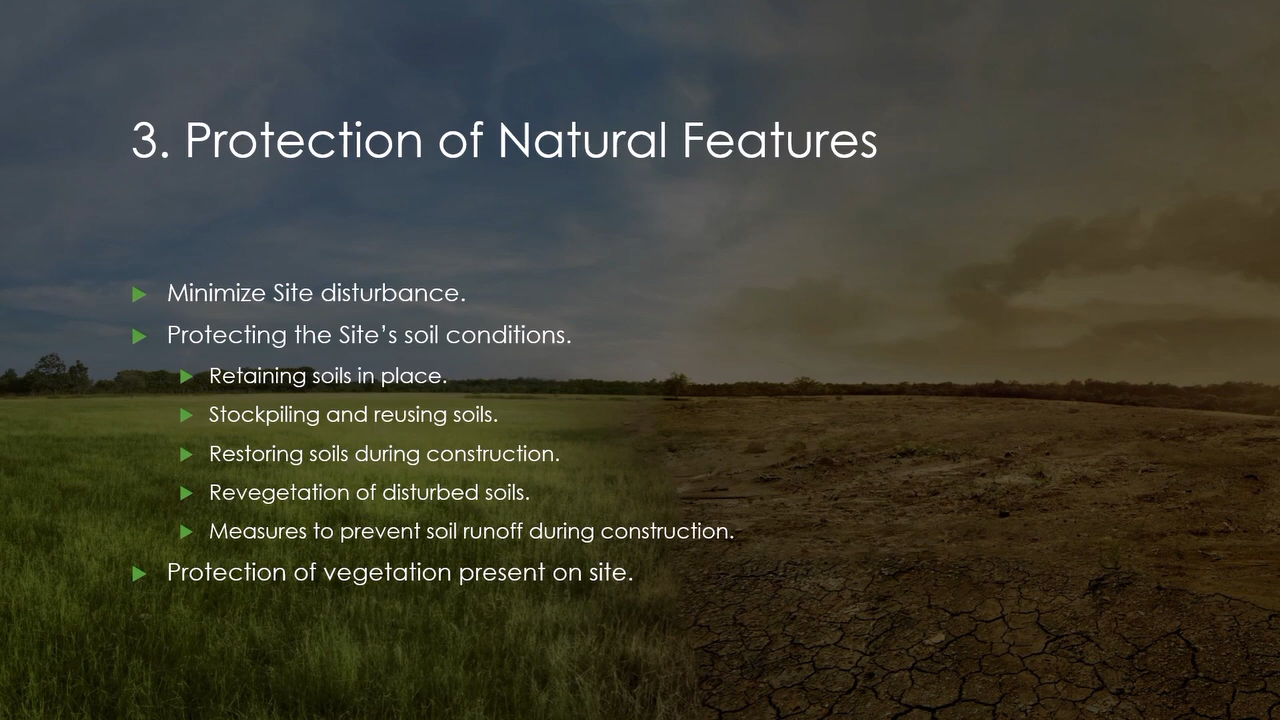 3. Protection of Natural Features
Minimize Site disturbance.
Protecting the Site’s soil conditions.
Retaining soils in place.
Stockpiling and reusing soils.
Restoring soils during construction.
Revegetation of disturbed soils.
Measures to prevent soil runoff during construction.
Protection of vegetation present on site.